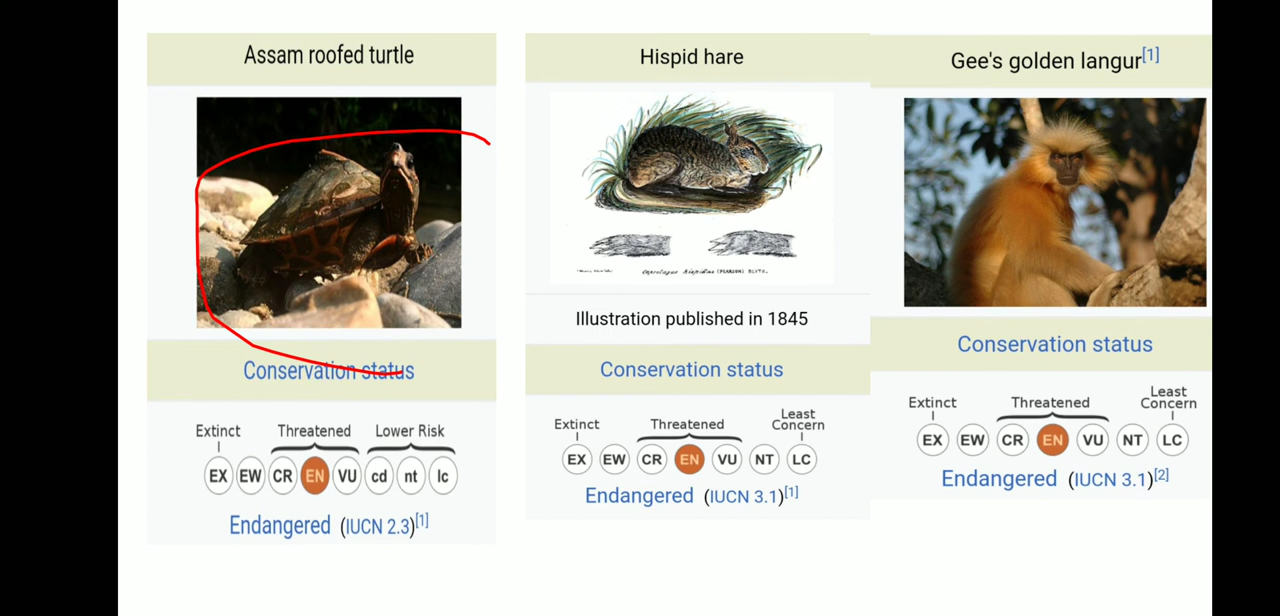 Assam roofed turtle
Conservation status
Extinct Threatened Lower Risk
EX EW CR EN VU cd nt lc
Endangered (IUCN 2.3)[1]
Hispid hare
(PEARSON) BLYTH.
Illustration published in 1845
Conservation status
Extinct Threatened Least Concern
EX EW CR EN VU NT LC
Endangered (IUCN 3.1)[1]
Gee's golden langur[1]
Conservation status
Extinct Threatened Least Concern
EX EW CR EN VU NT LC
Endangered (IUCN 3.1)[2]